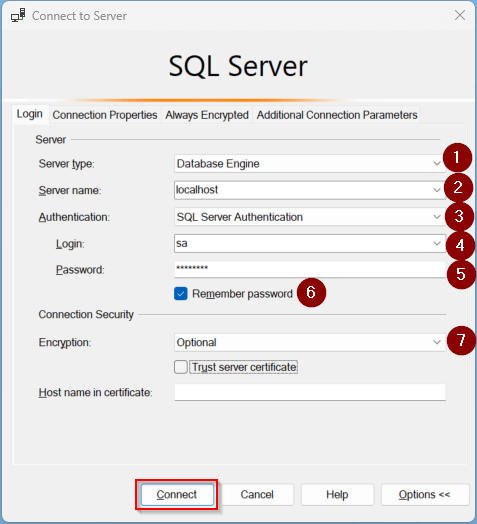 Connect to Server
SQL Server
Login Connection Properties Always Encrypted Additional Connection Parameters
Server
Server type: Database Engine 1
Server name: localhost 2
Authentication: SQL Server Authentication 3
Login: sa 4
Password: ******** 5
Remember password 6
Connection Security
Encryption: Optional 7
Trust server certificate
Host name in certificate:
Connect Cancel Help Options <<